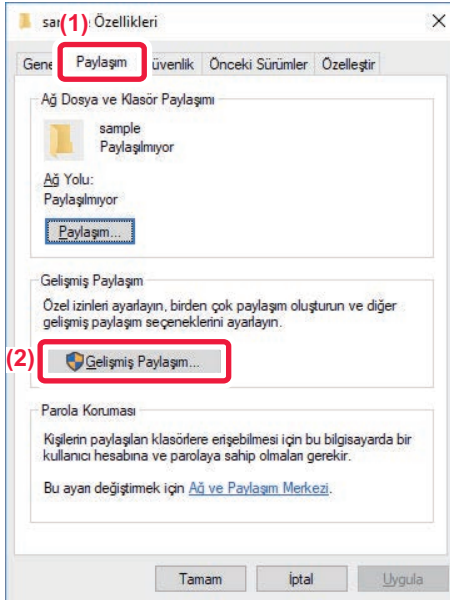 (1)
Özellikleri
Paylaşım
Önceki Sürümler
Özelleştir
Ağ Dosya ve Klasör Paylaşımı
sample
Paylaşılmıyor
Ağ Yolu:
Paylaşılmıyor
Paylaşım...
Gelişmiş Paylaşım
Özel izinleri ayarlayın, birden çok paylaşım oluşturun ve diğer
gelişmiş paylaşım seçeneklerini ayarlayın.
(2)
Gelişmiş Paylaşım...
Parola Koruması
Kişilerin paylaşılan klasörlere erişebilmesi için bu bilgisayarda bir
kullanıcı hesabına ve parolaya sahip olmaları gerekir.
Bu ayarı değiştirmek için Ağ ve Paylaşım Merkezi.
Tamam
İptal
Uygula